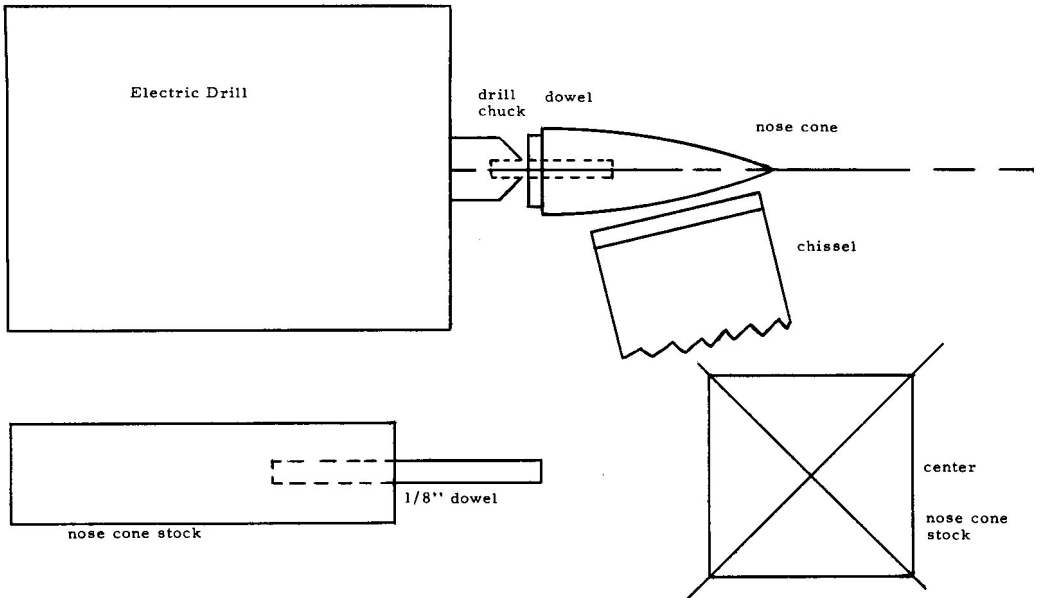 Electric Drill
drill
chuck
dowel
nose cone
chissel
1/8" dowel
nose cone stock
center
nose cone
stock